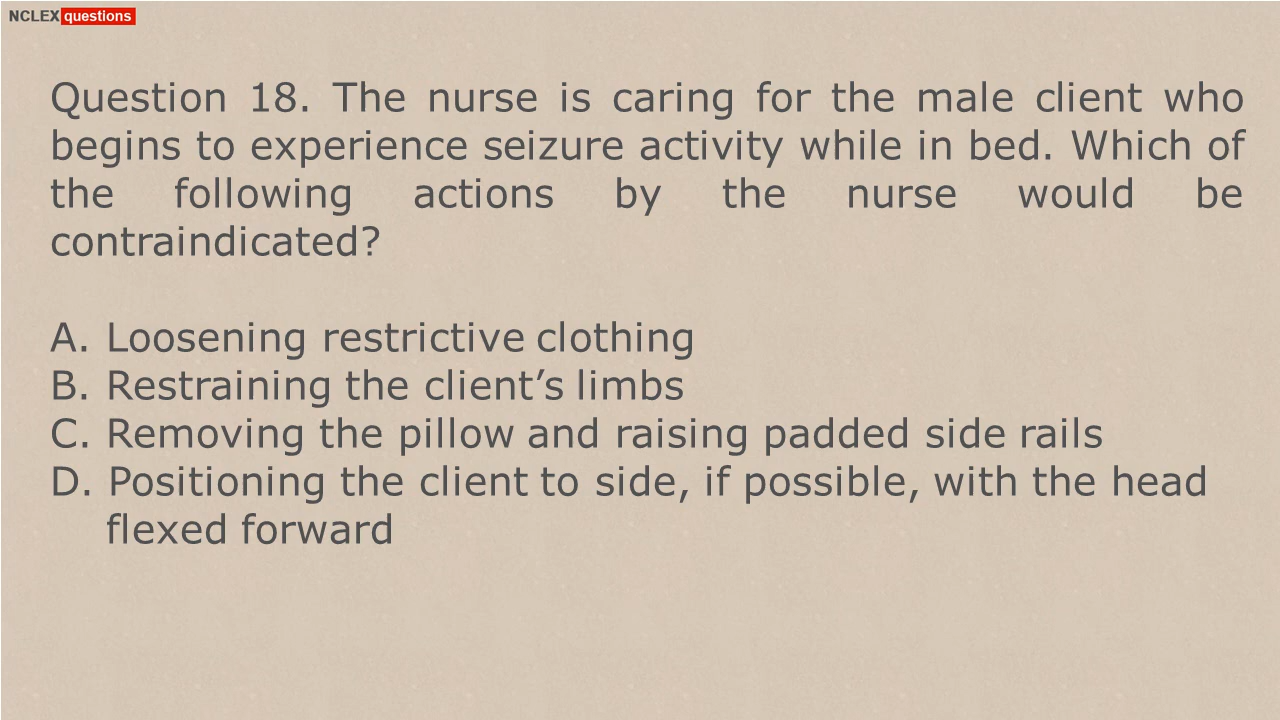 NCLEX questions
Question 18. The nurse is caring for the male client who
begins to experience seizure activity while in bed. Which of
the following actions by the nurse would be
contraindicated?
A. Loosening restrictive clothing
B. Restraining the client’s limbs
C. Removing the pillow and raising padded side rails
D. Positioning the client to side, if possible, with the head
flexed forward